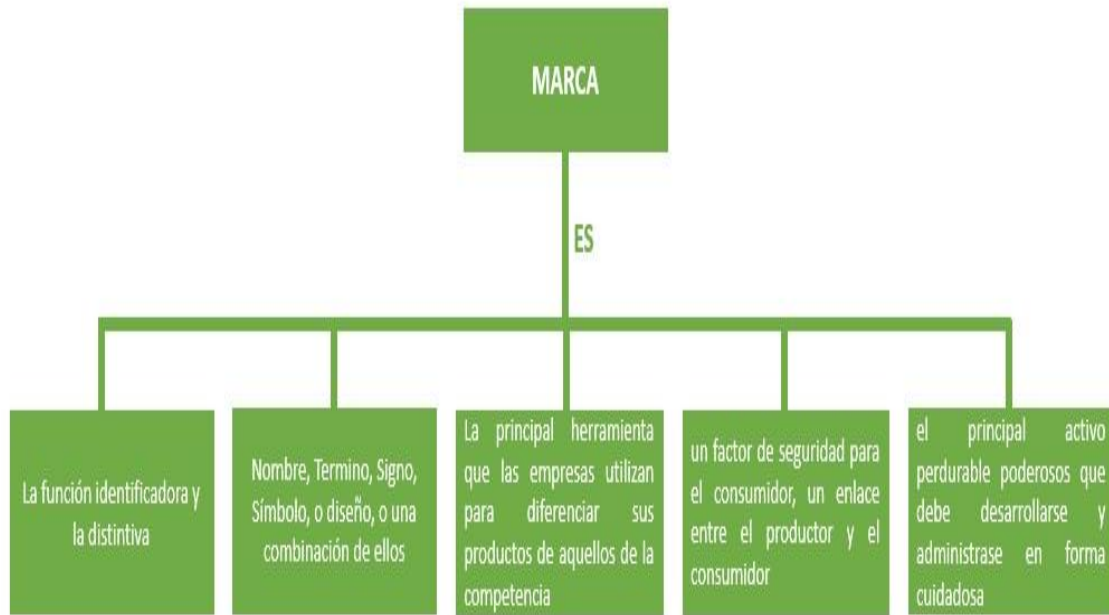 MARCA
ES
La función identificadora y
la distintiva
Nombre, Termino, Signo,
Símbolo, o diseño, o una
combinación de ellos
La principal herramienta
que las empresas utilizan
para diferenciar sus
productos de aquellos de la
competencia
un factor de seguridad para
el consumidor, un enlace
entre el productor y el
consumidor
el principal activo
perdurable poderosos que
debe desarrollarse y
administrase en forma
cuidadosa